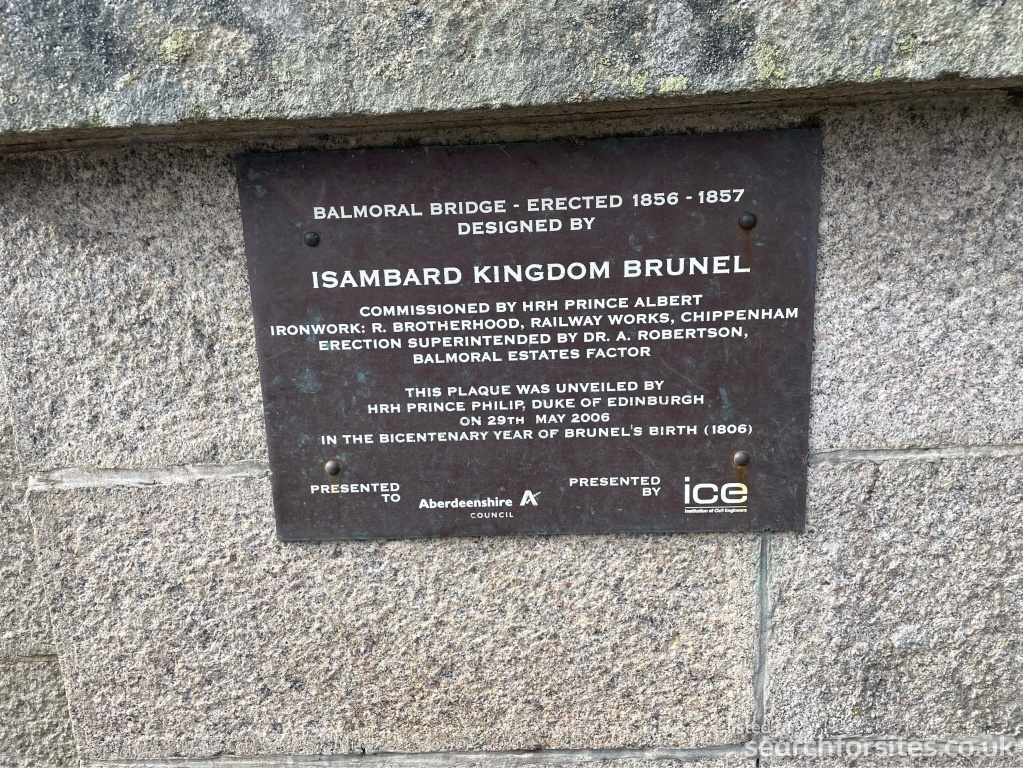 BALMORAL BRIDGE - ERECTED 1856 - 1857
DESIGNED BY
ISAMBARD KINGDOM BRUNEL
COMMISSIONED BY HRH PRINCE ALBERT
IRONWORK: R. BROTHERHOOD, RAILWAY WORKS, CHIPPENHAM
ERECTION SUPERINTENDED BY DR. A. ROBERTSON,
BALMORAL ESTATES FACTOR
THIS PLAQUE WAS UNVEILED BY
HRH PRINCE PHILIP, DUKE OF EDINBURGH
ON 29TH MAY 2006
IN THE BICENTENARY YEAR OF BRUNEL'S BIRTH (1806)
PRESENTED
TO
Aberdeenshire
COUNCIL
PRESENTED
BY
ice
Institution of Civil Engineers
searchforsites.co.uk